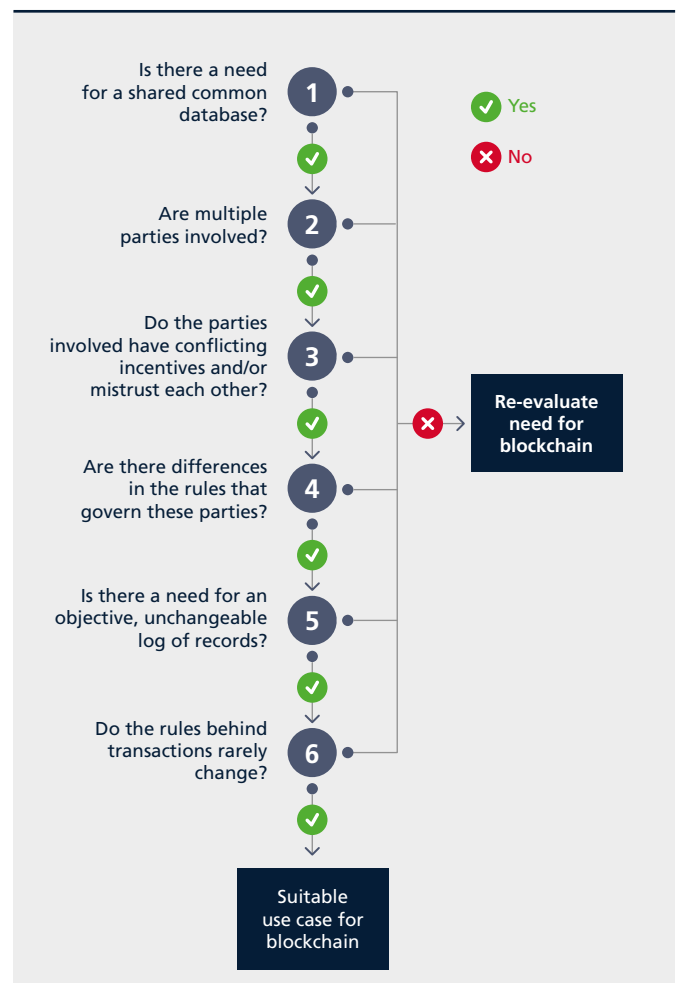 Is there a need
for a shared common
database?
1
Yes
No
Are multiple
parties involved?
2
Do the parties
involved have conflicting
incentives and/or
mistrust each other?
3
Re-evaluate
need for
blockchain
Are there differences
in the rules that
govern these parties?
4
Is there a need for an
objective, unchangeable
log of records?
5
Do the rules behind
transactions rarely
change?
6
Suitable
use case for
blockchain